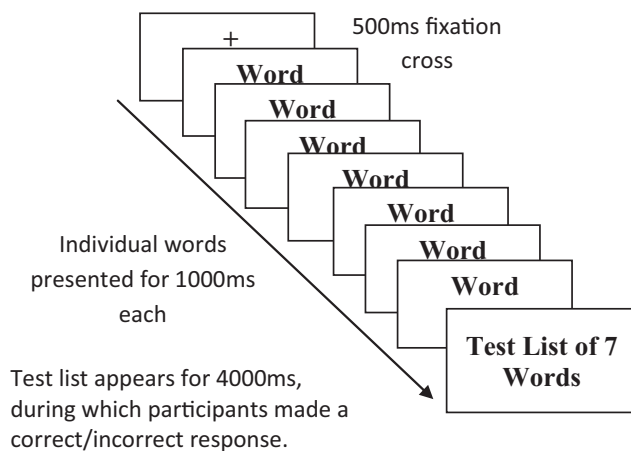 +
500ms fixation
cross
Word
Word
Word
Word
Word
Word
Word
Individual words
presented for 1000ms
each
Test List of 7
Words
Test list appears for 4000ms,
during which participants made a
correct/incorrect response.